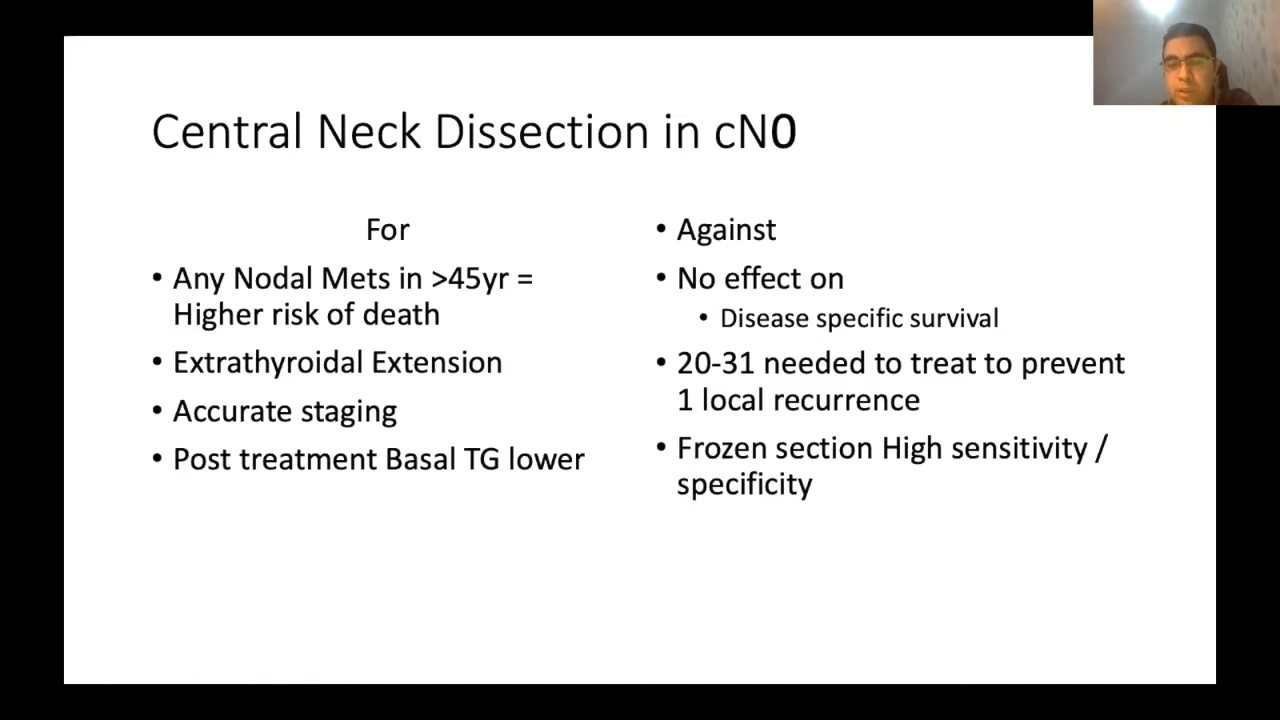 Central Neck Dissection in cN0
For
• Any Nodal Mets in >45yr =
Higher risk of death
• Extrathyroidal Extension
• Accurate staging
• Post treatment Basal TG lower
• Against
• No effect on
• Disease specific survival
• 20-31 needed to treat to prevent
1 local recurrence
• Frozen section High sensitivity /
specificity